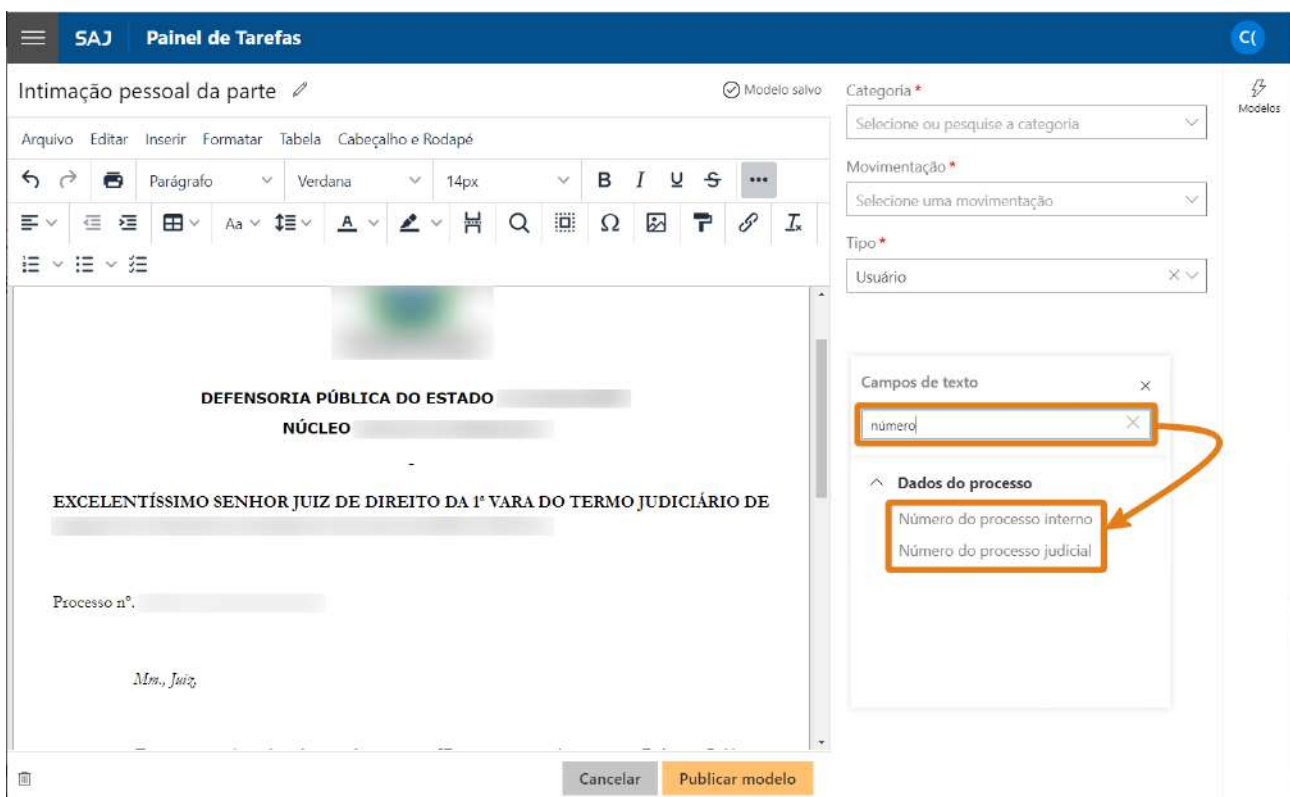 SAJ Painel de Tarefas C(
Intimação pessoal da parte
Modelo salvo
Arquivo Editar Inserir Formatar Tabela Cabeçalho e Rodapé
Parágrafo Verdana 14px B I U S ...
Aa A Ω
DEFENSORIA PÚBLICA DO ESTADO
NÚCLEO
-
EXCELENTÍSSIMO SENHOR JUIZ DE DIREITO DA 1ª VARA DO TERMO JUDICIÁRIO DE
Processo nº.
Mm., Juiz,
Cancelar Publicar modelo
Categoria *
Selecione ou pesquise a categoria
Movimentação *
Selecione uma movimentação
Tipo *
Usuário
Campos de texto
número
Dados do processo
Número do processo interno
Número do processo judicial
Modelos